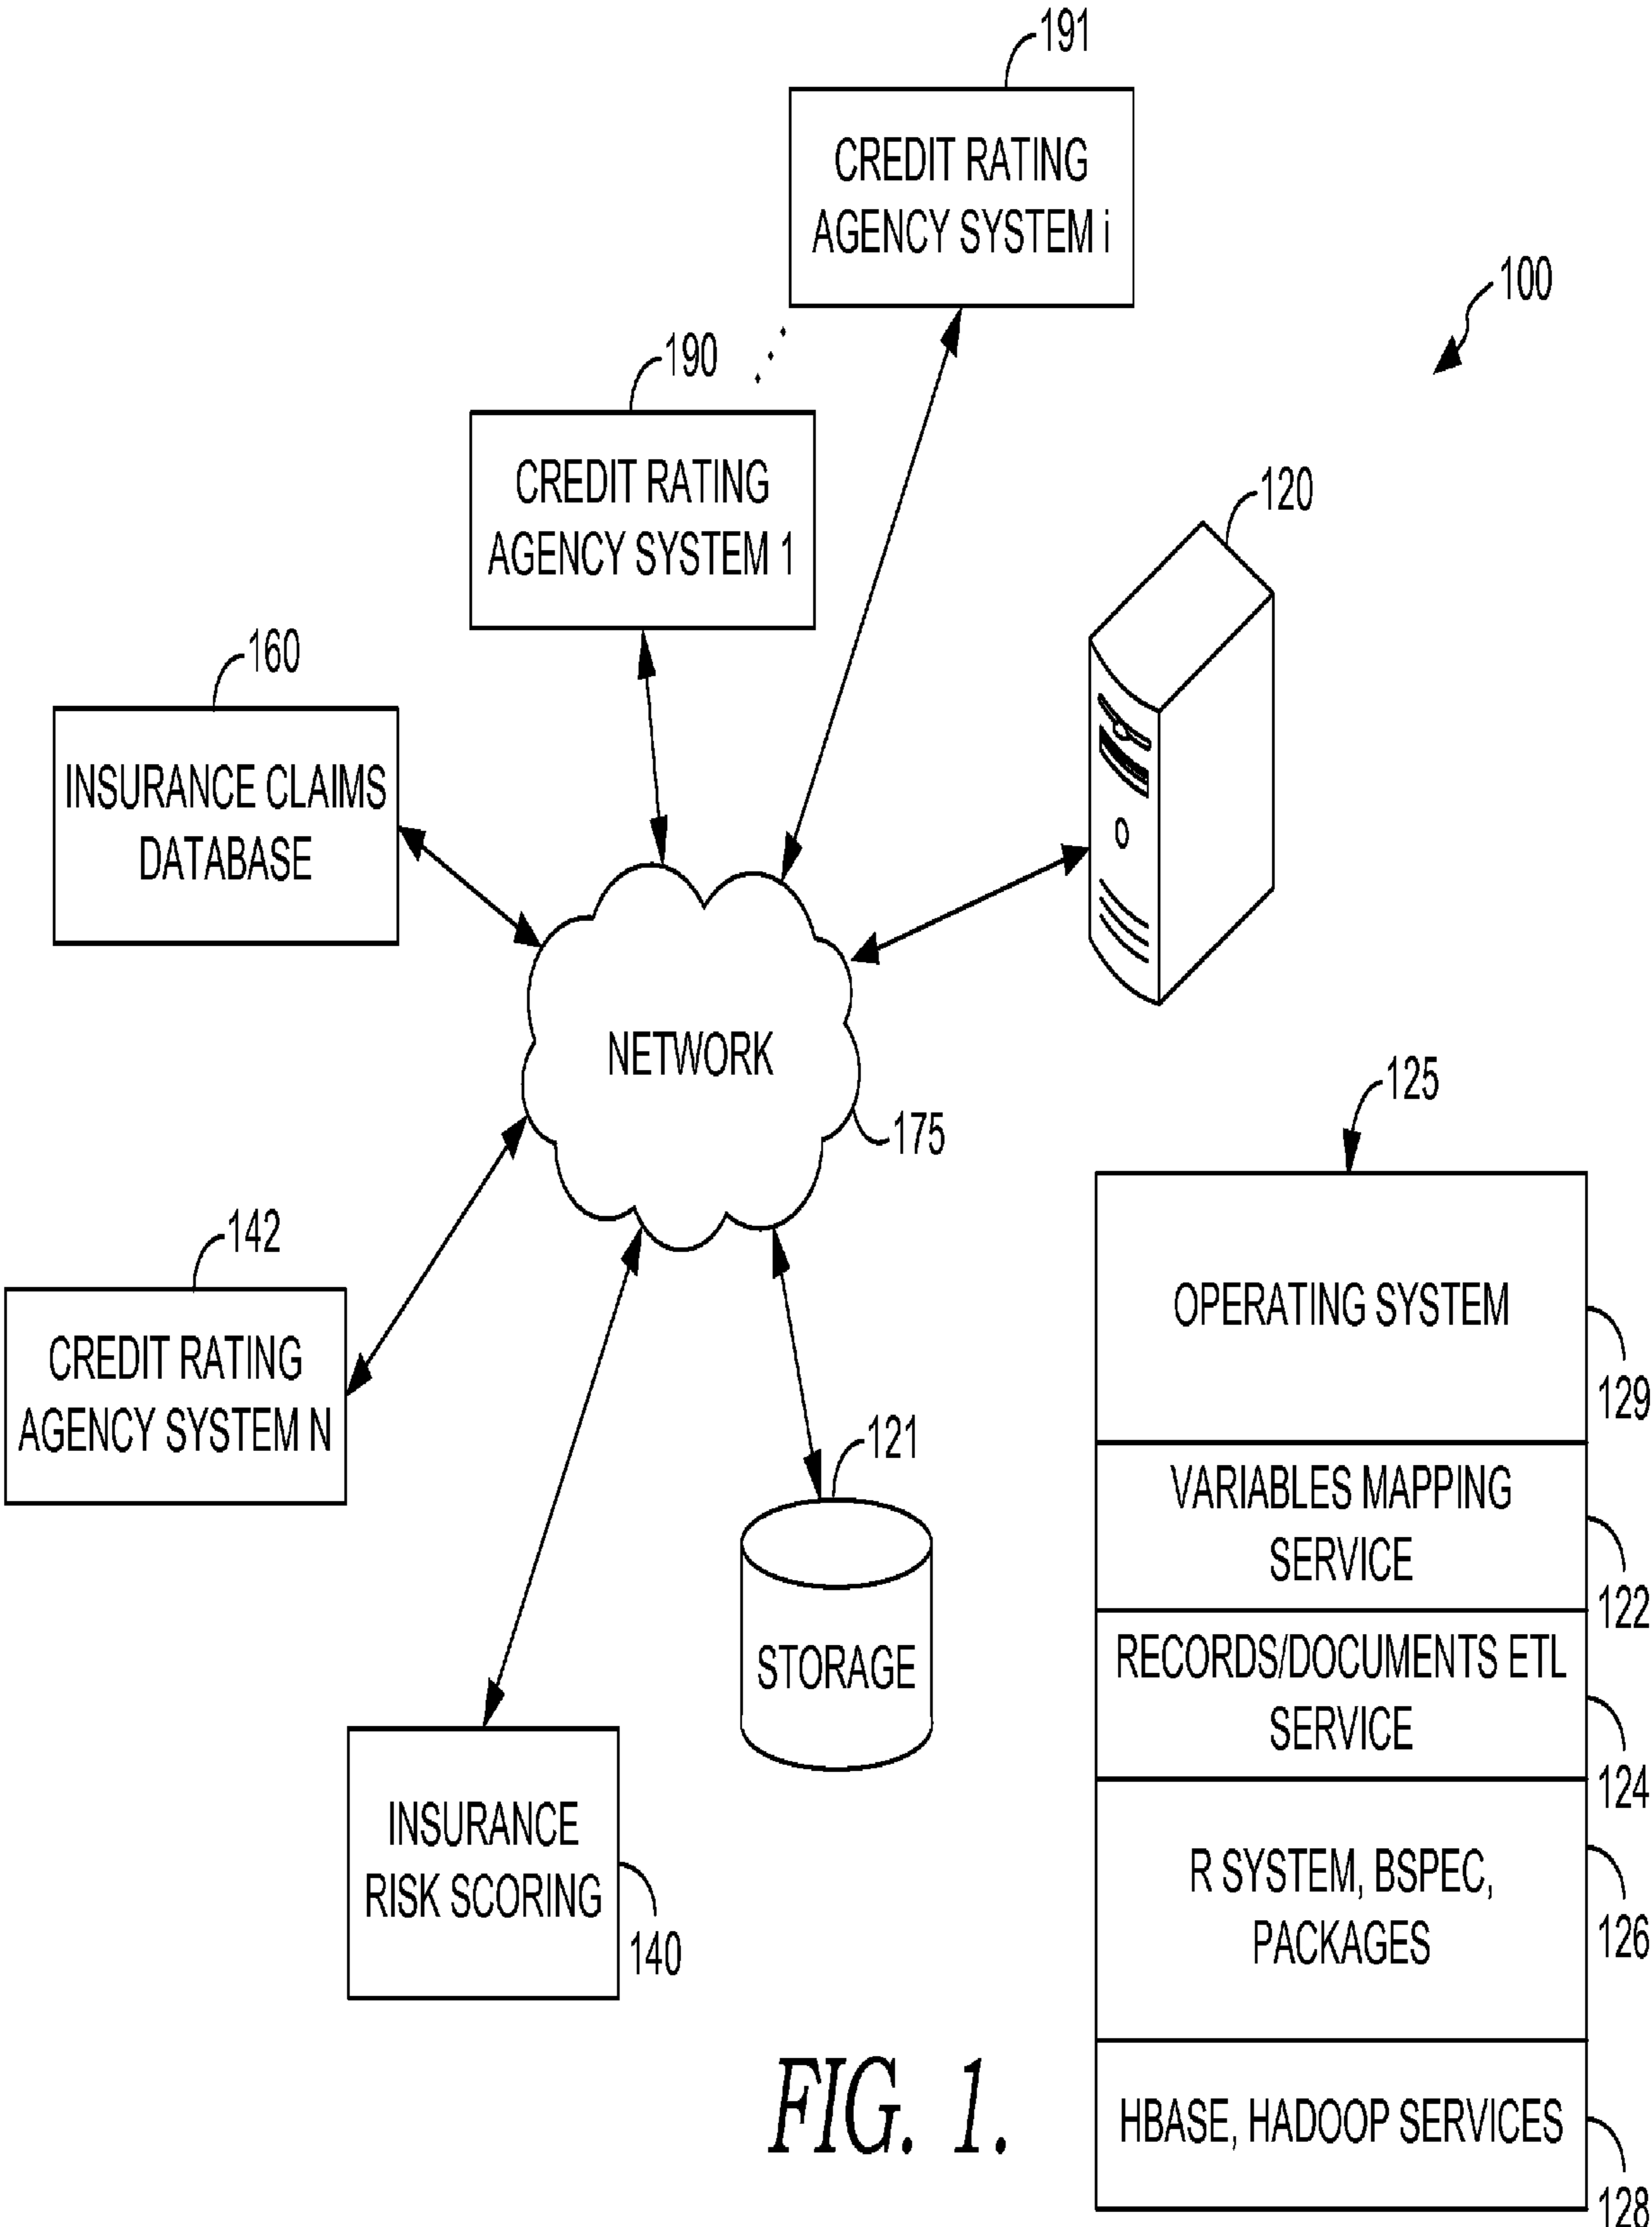 191
CREDIT RATING
AGENCY SYSTEM i
100
190
CREDIT RATING
AGENCY SYSTEM 1
120
160
INSURANCE CLAIMS
DATABASE
NETWORK
175
125
142
CREDIT RATING
AGENCY SYSTEM N
OPERATING SYSTEM
129
121
VARIABLES MAPPING
SERVICE
122
STORAGE
RECORDS/DOCUMENTS ETL
SERVICE
124
INSURANCE
RISK SCORING
140
R SYSTEM, BSPEC,
PACKAGES
126
HBASE, HADOOP SERVICES
128
FIG. 1.